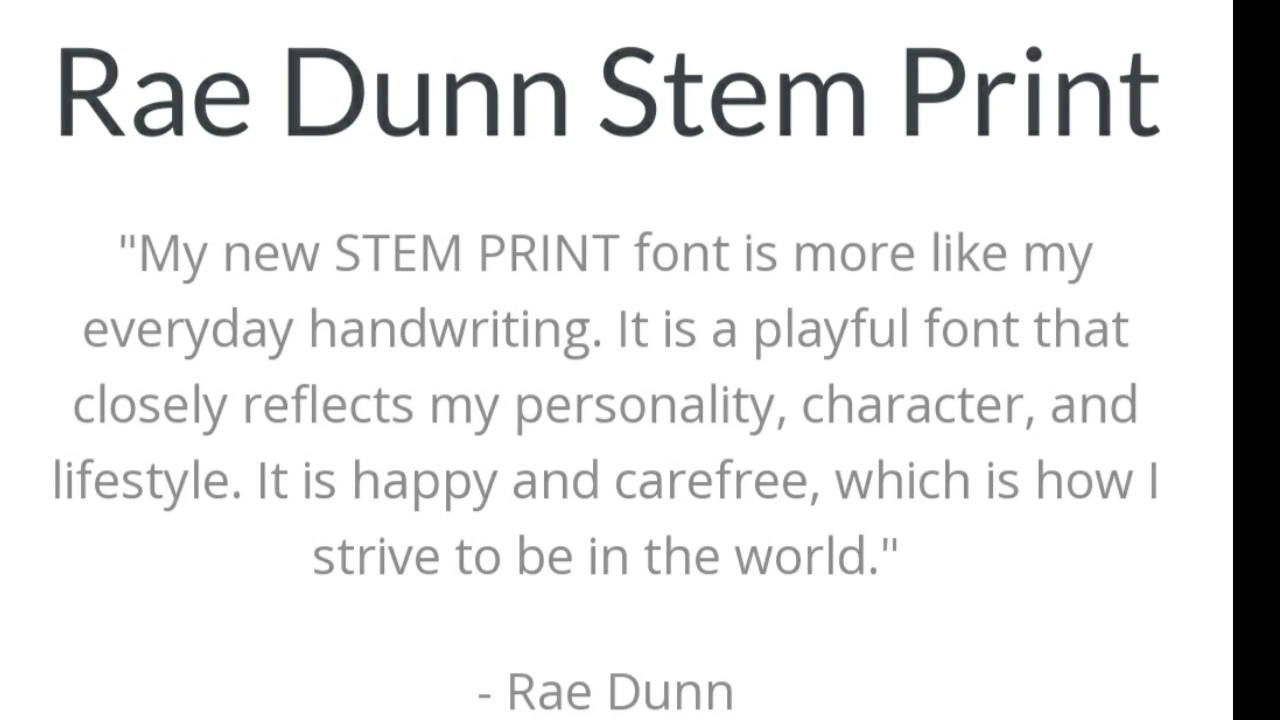 Rae Dunn Stem Print
"My new STEM PRINT font is more like my
everyday handwriting. It is a playful font that
closely reflects my personality, character, and
lifestyle. It is happy and carefree, which is how I
strive to be in the world."
- Rae Dunn